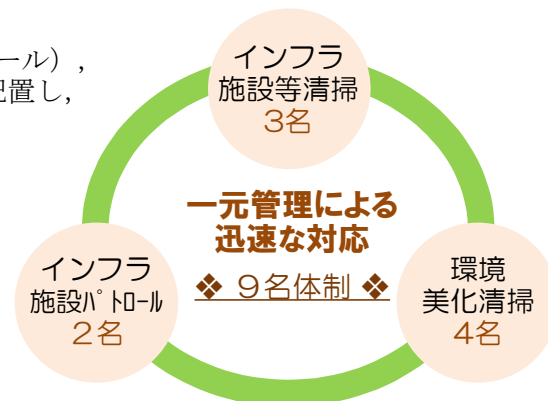 ール），
配置し，
インフラ
施設等清掃
3名
一元管理による
迅速な対応
❖ 9名体制 ❖
インフラ
施設ﾊﾟﾄﾛｰﾙ
2名
環境
美化清掃
4名